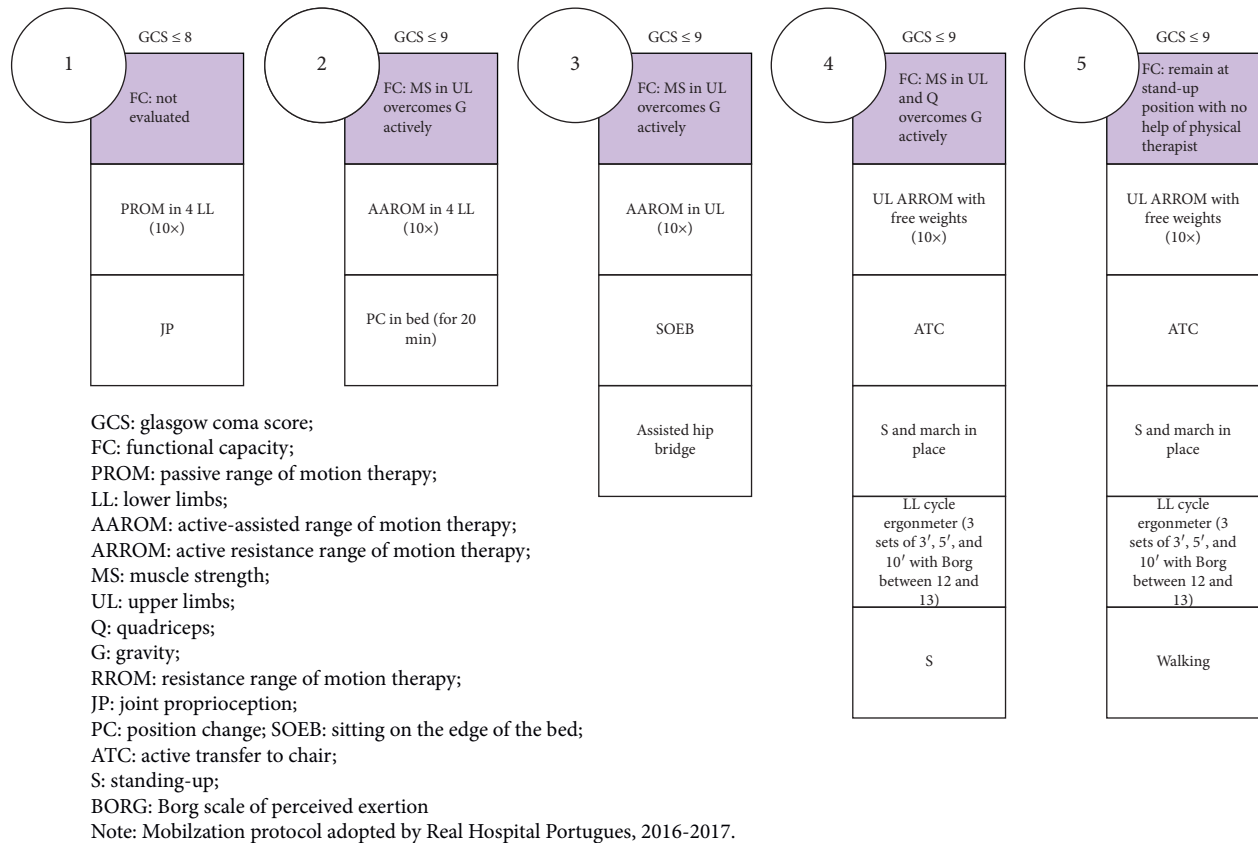 1
GCS ≤ 8
FC: not
evaluated
PROM in 4 LL
(10×)
JP
2
GCS ≤ 9
FC: MS in UL
overcomes G
actively
AAROM in 4 LL
(10×)
PC in bed (for 20
min)
3
GCS ≤ 9
FC: MS in UL
overcomes G
actively
AAROM in UL
(10×)
SOEB
Assisted hip
bridge
4
GCS ≤ 9
FC: MS in UL
and Q
overcomes G
actively
UL ARROM with
free weights
(10×)
ATC
S and march in
place
LL cycle
ergonmeter (3
sets of 3′, 5′, and
10′ with Borg
between 12 and
13)
S
5
GCS ≤ 9
FC: remain at
stand-up
position with no
help of physical
therapist
UL ARROM with
free weights
(10×)
ATC
S and march in
place
LL cycle
ergonmeter (3
sets of 3′, 5′, and
10′ with Borg
between 12 and
13)
Walking
GCS: glasgow coma score;
FC: functional capacity;
PROM: passive range of motion therapy;
LL: lower limbs;
AAROM: active-assisted range of motion therapy;
ARROM: active resistance range of motion therapy;
MS: muscle strength;
UL: upper limbs;
Q: quadriceps;
G: gravity;
RROM: resistance range of motion therapy;
JP: joint proprioception;
PC: position change; SOEB: sitting on the edge of the bed;
ATC: active transfer to chair;
S: standing-up;
BORG: Borg scale of perceived exertion
Note: Mobilzation protocol adopted by Real Hospital Portugues, 2016-2017.